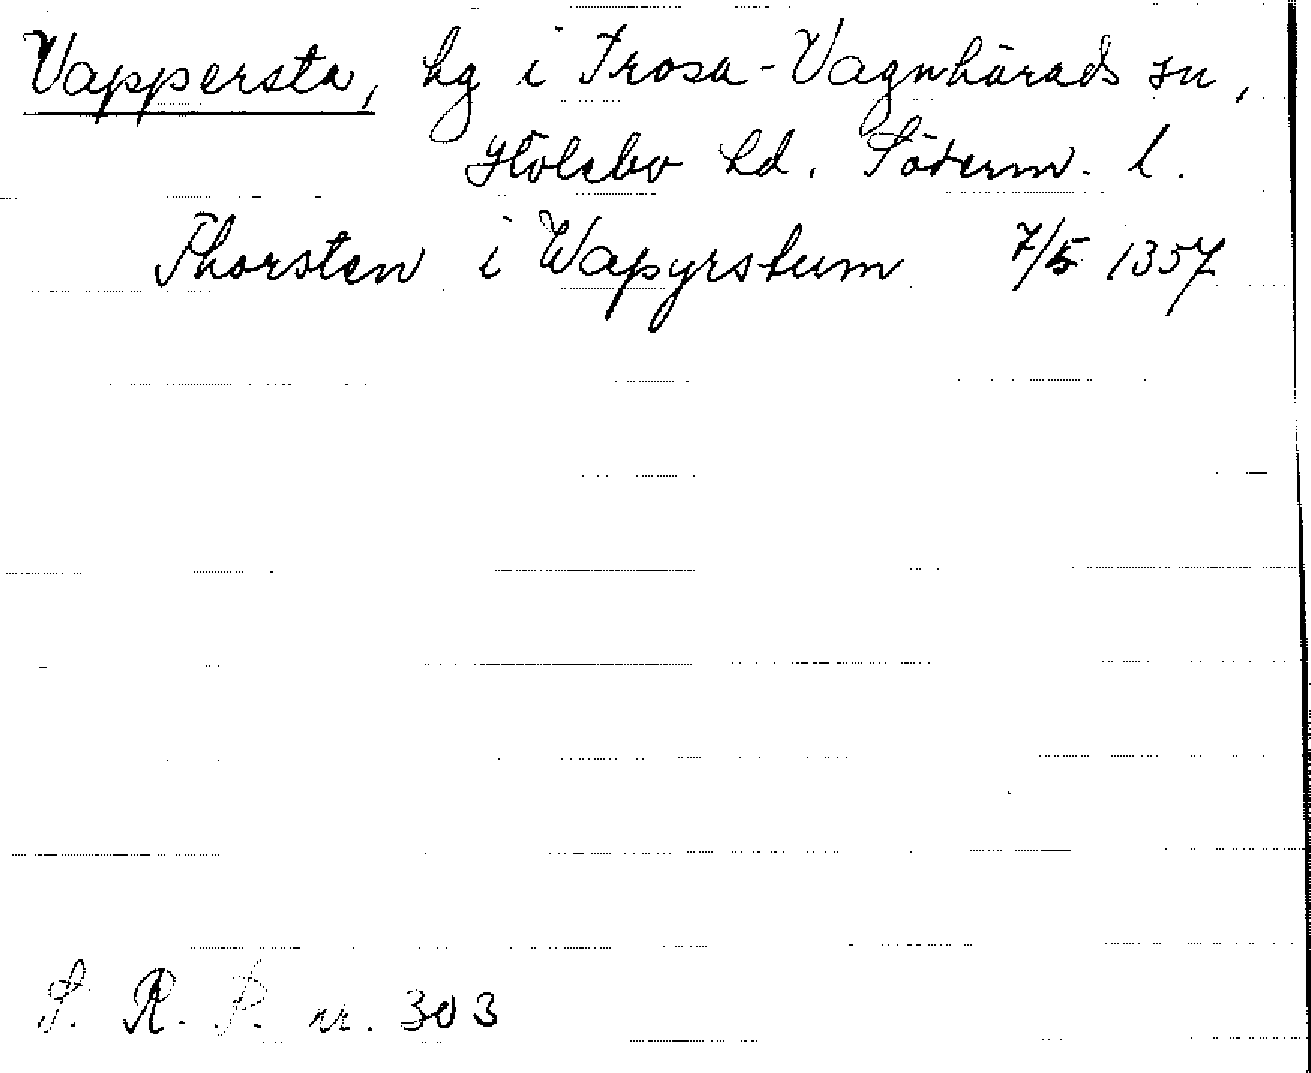 Vappersta, hg i Trosa-Vagnhärads sn,
Hölebo hd. Söderm. l.
Thorsten i Wapyrstum 7/5 1357
S. R. P. nr. 303